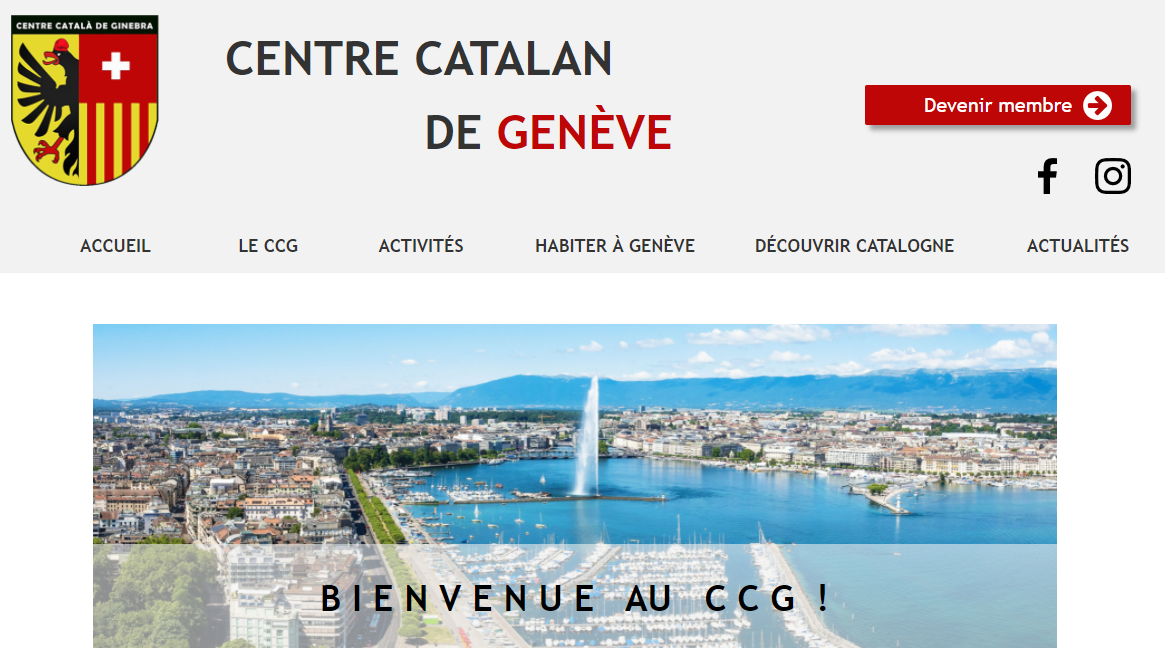 CENTRE CATALÀ DE GINEBRA
CENTRE CATALAN
DE GENÈVE
Devenir membre
ACCUEIL LE CCG ACTIVITÉS HABITER À GENÈVE DÉCOUVRIR CATALOGNE ACTUALITÉS
BIENVENUE AU CCG !